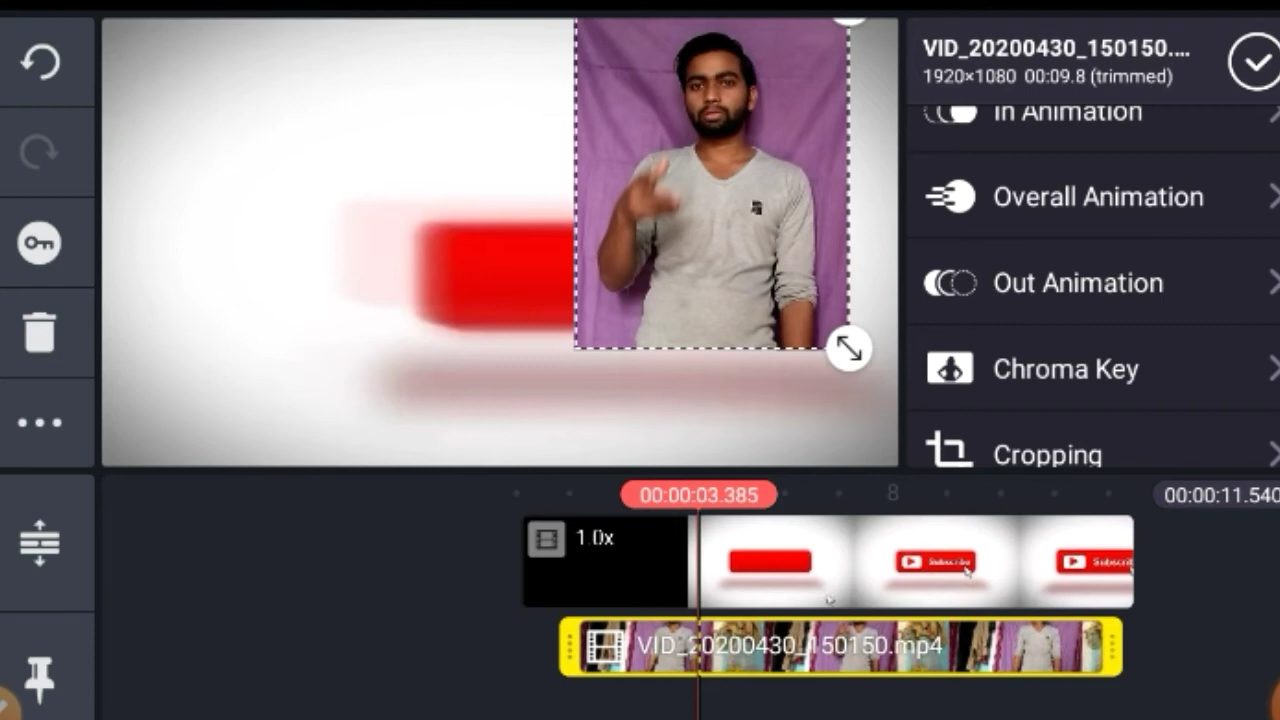 VID_20200430_150150....
1920×1080 00:09.8 (trimmed)
In Animation
Overall Animation
Out Animation
Chroma Key
Cropping
00:00:03.385
8
00:00:11.540
1.0x
Subscribe
VID_20200430_150150.mp4